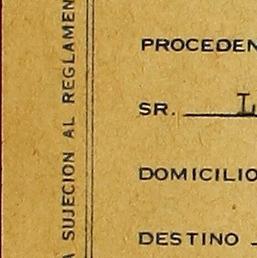 A SUJECION AL REGLAMEN
PROCEDEN
SR. L
DOMICILIO
DESTINO